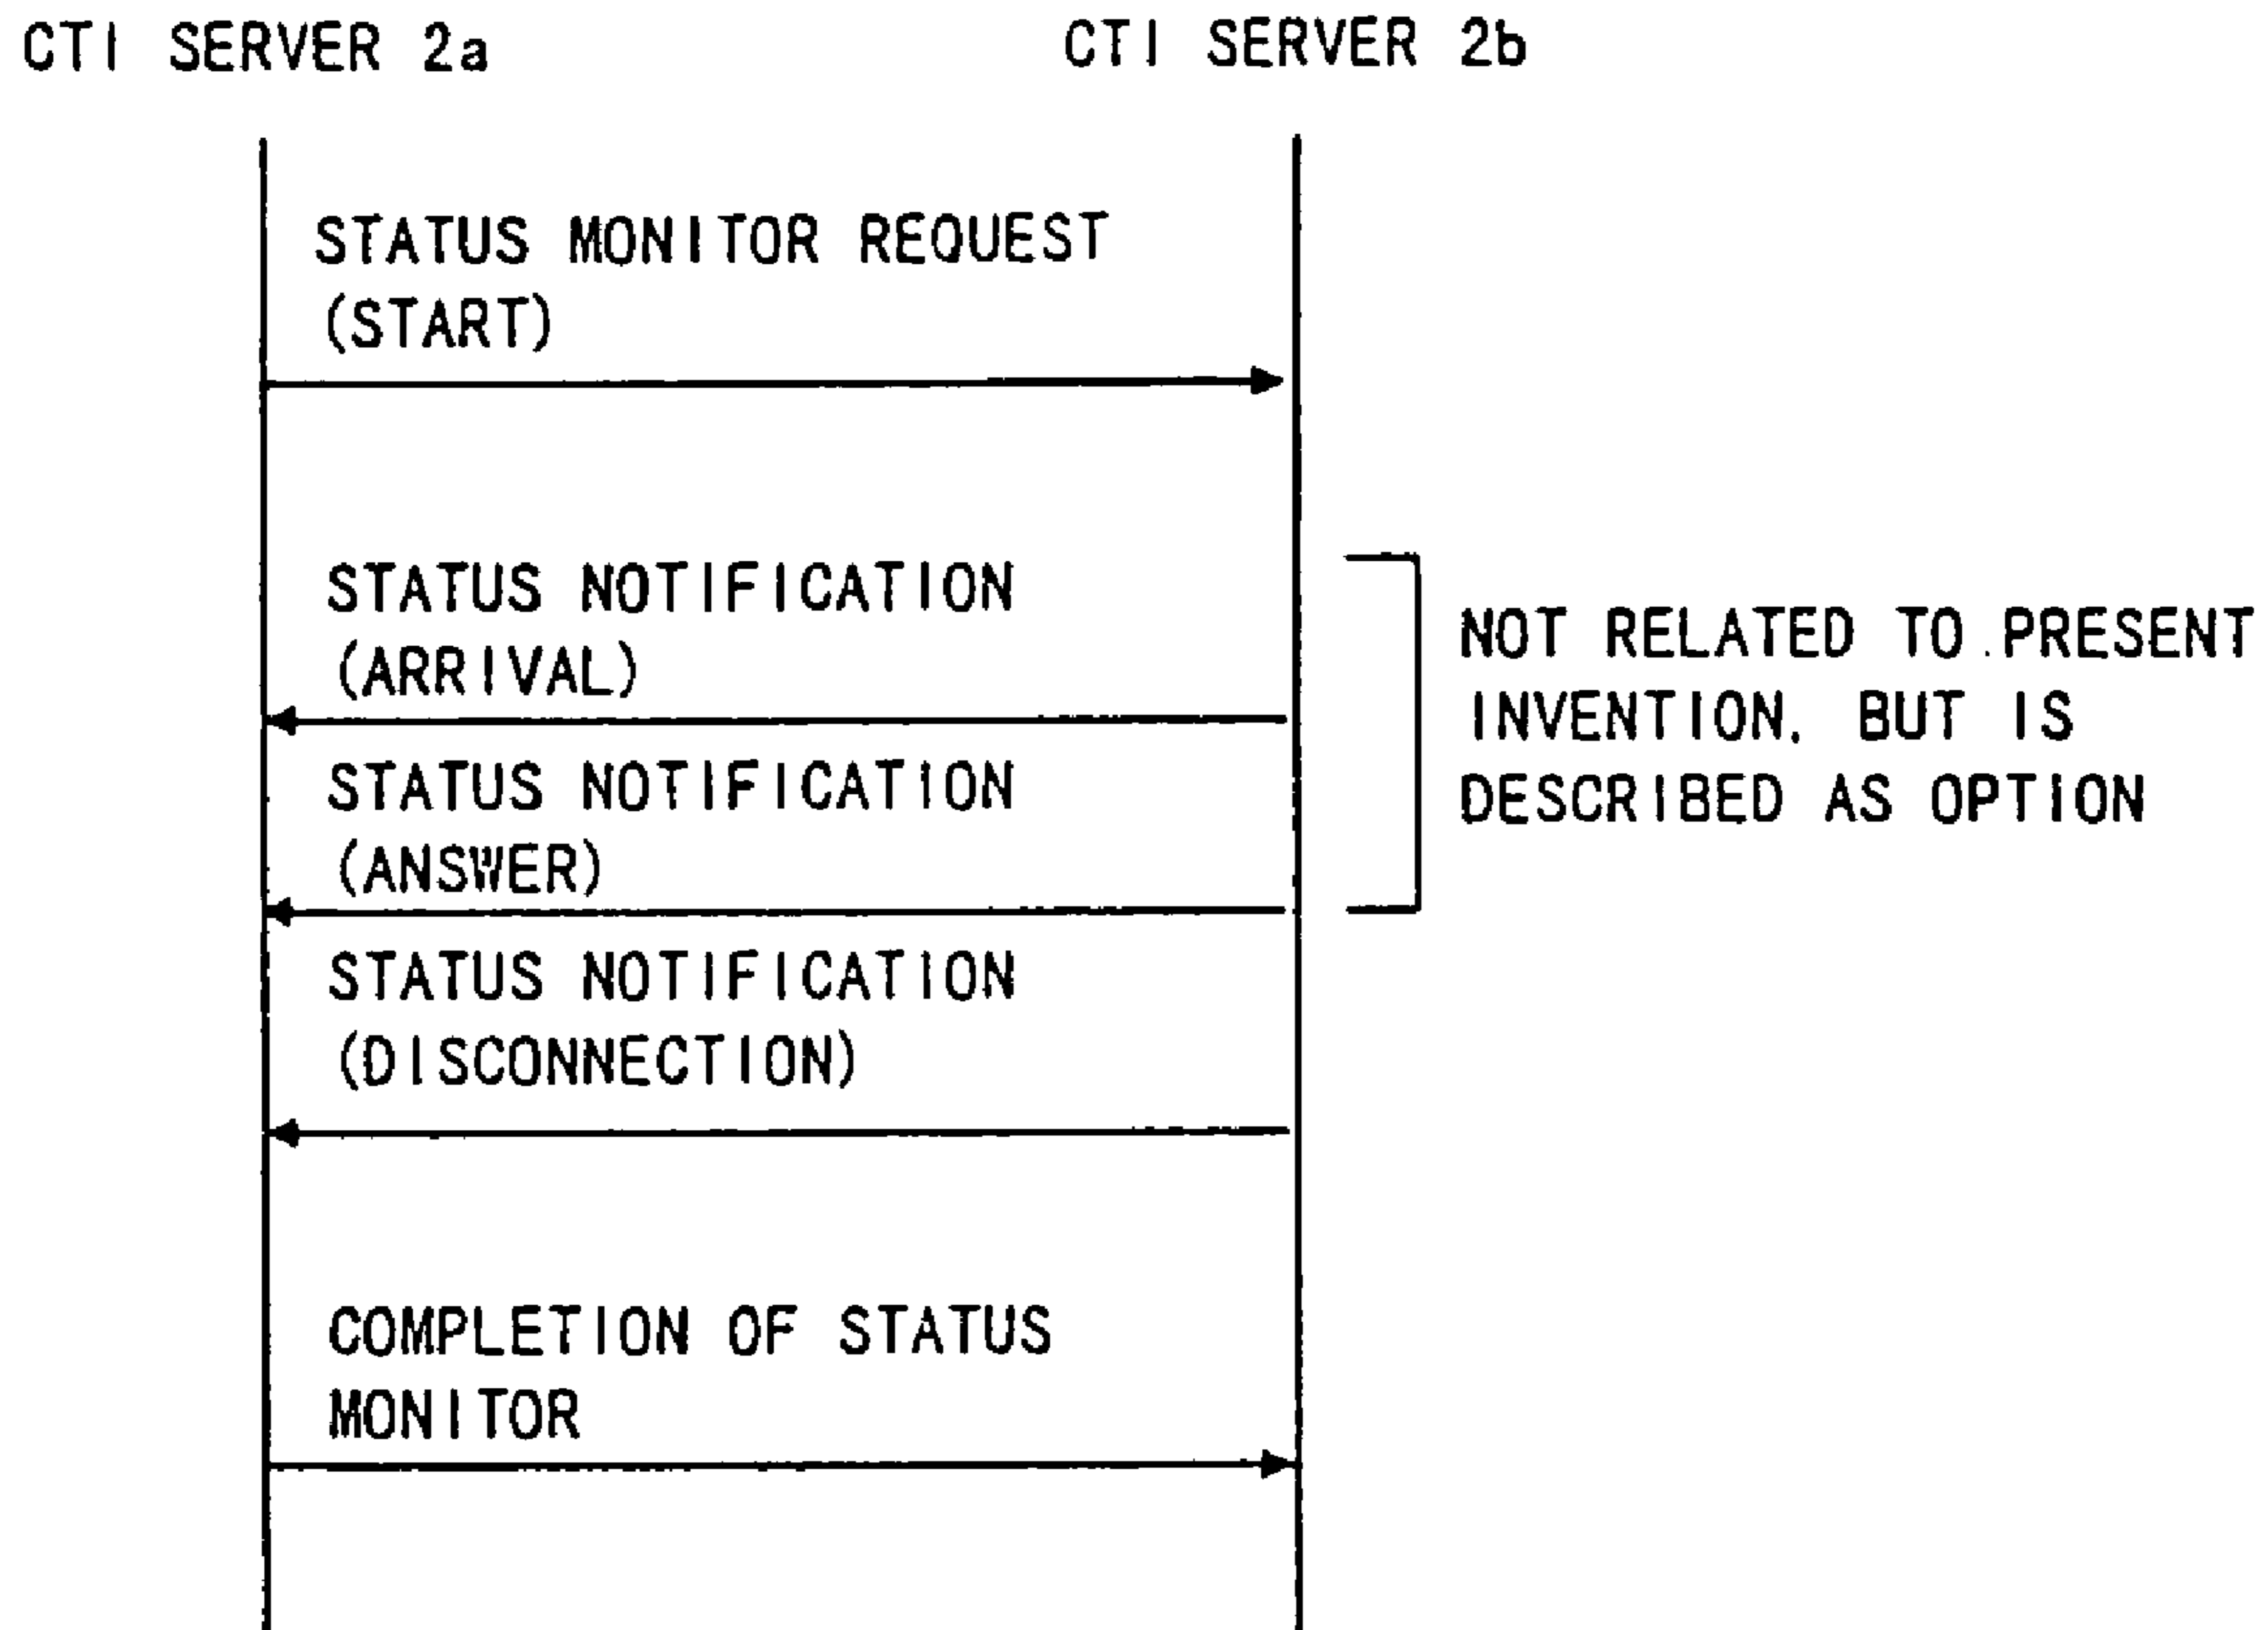 CTI SERVER 2a
CTI SERVER 2b
STATUS MONITOR REQUEST
(START)
STATUS NOTIFICATION
(ARRIVAL)
STATUS NOTIFICATION
(ANSWER)
NOT RELATED TO PRESENT
INVENTION, BUT IS
DESCRIBED AS OPTION
STATUS NOTIFICATION
(DISCONNECTION)
COMPLETION OF STATUS
MONITOR